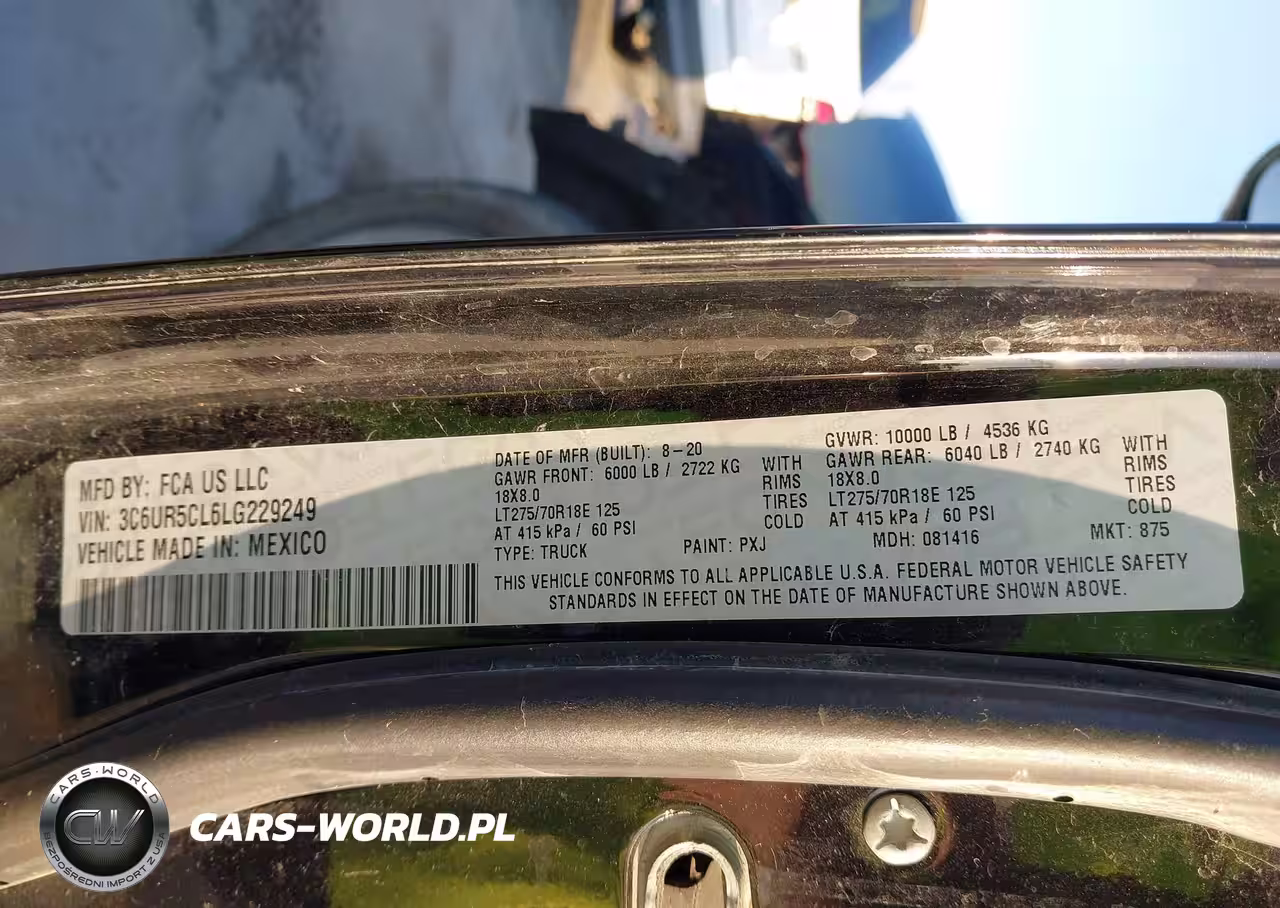 MFD BY: FCA US LLC
VIN: 3C6UR5CL6LG229249
VEHICLE MADE IN: MEXICO
DATE OF MFR (BUILT): 8-20
GAWR FRONT: 6000 LB / 2722 KG
18X8.0
LT275/70R18E 125
AT 415 kPa / 60 PSI
WITH
RIMS
TIRES
COLD
GVWR: 10000 LB / 4536 KG
GAWR REAR: 6040 LB / 2740 KG
18X8.0
LT275/70R18E 125
AT 415 kPa / 60 PSI
WITH
RIMS
TIRES
COLD
TYPE: TRUCK PAINT: PXJ MDH: 081416 MKT: 875
THIS VEHICLE CONFORMS TO ALL APPLICABLE U.S.A. FEDERAL MOTOR VEHICLE SAFETY
STANDARDS IN EFFECT ON THE DATE OF MANUFACTURE SHOWN ABOVE.
CARS-WORLD
CW
BEZPOŚREDNI IMPORT Z USA
CARS-WORLD.PL